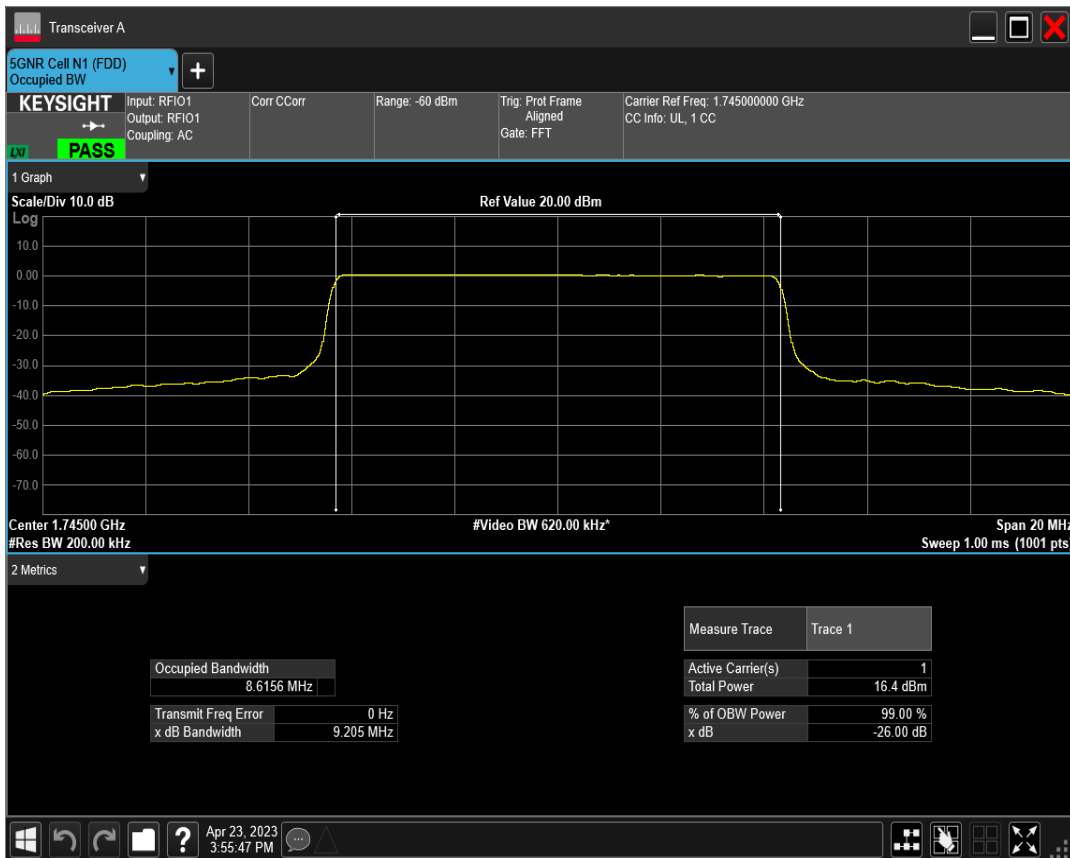 Transceiver A
5GNR Cell N1 (FDD)
Occupied BW
KEYSIGHT
LXI
PASS
Input: RFIO1
Output: RFIO1
Coupling: AC
Corr CCorr
Range: -60 dBm
Trig: Prot Frame
Aligned
Gate: FFT
Carrier Ref Freq: 1.745000000 GHz
CC Info: UL, 1 CC
1 Graph
Scale/Div 10.0 dB
Ref Value 20.00 dBm
Log
10.0
0.00
-10.0
-20.0
-30.0
-40.0
-50.0
-60.0
-70.0
Center 1.74500 GHz
#Video BW 620.00 kHz*
Span 20 MHz
#Res BW 200.00 kHz
Sweep 1.00 ms (1001 pts)
2 Metrics
Measure Trace Trace 1
Occupied Bandwidth
8.6156 MHz
Active Carrier(s) 1
Total Power 16.4 dBm
Transmit Freq Error 0 Hz
x dB Bandwidth 9.205 MHz
% of OBW Power 99.00 %
x dB -26.00 dB
?
Apr 23, 2023
3:55:47 PM